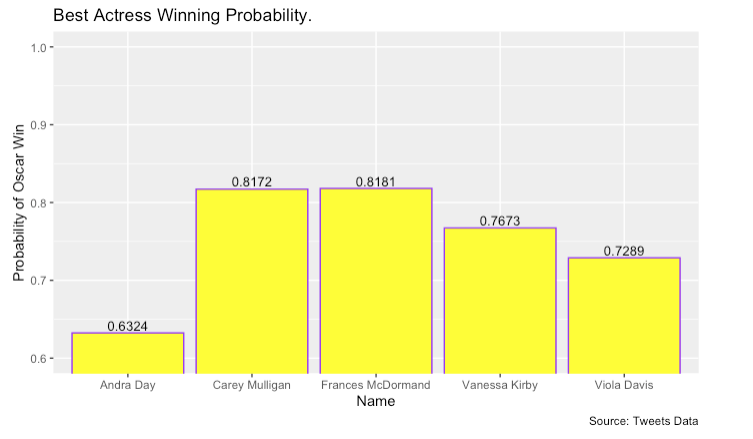 Best Actress Winning Probability.
1.0
0.9
0.8
0.7
0.6
Probability of Oscar Win
0.6324
0.8172
0.8181
0.7673
0.7289
Andra Day
Carey Mulligan
Frances McDormand
Vanessa Kirby
Viola Davis
Name
Source: Tweets Data